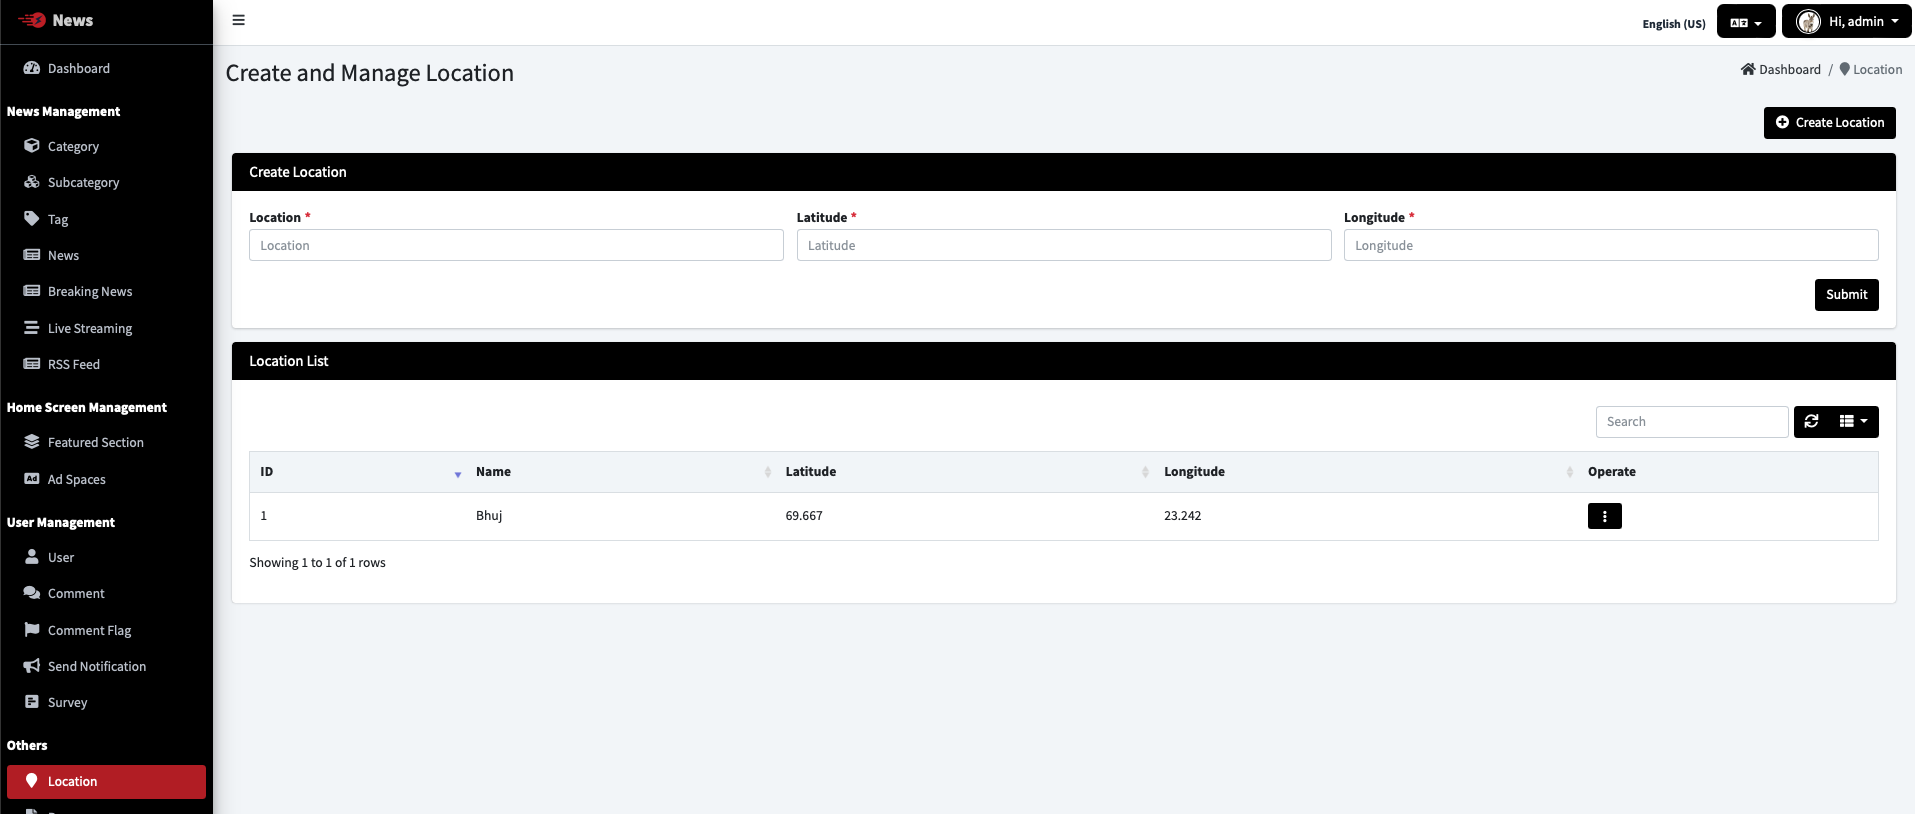 News
English (US)
Hi, admin
Dashboard
News Management
Category
Subcategory
Tag
News
Breaking News
Live Streaming
RSS Feed
Home Screen Management
Featured Section
Ad Spaces
User Management
User
Comment
Comment Flag
Send Notification
Survey
Others
Location
Create and Manage Location
Dashboard / Location
Create Location
Create Location
Location * Latitude * Longitude *
Location Latitude Longitude
Submit
Location List
Search
ID Name Latitude Longitude Operate
1 Bhuj 69.667 23.242
Showing 1 to 1 of 1 rows